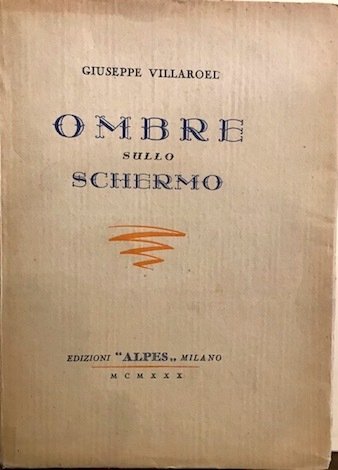 GIUSEPPE VILLAROEL
OMBRE
SULLO
SCHERMO
EDIZIONI “ALPES„ MILANO
MCMXXX